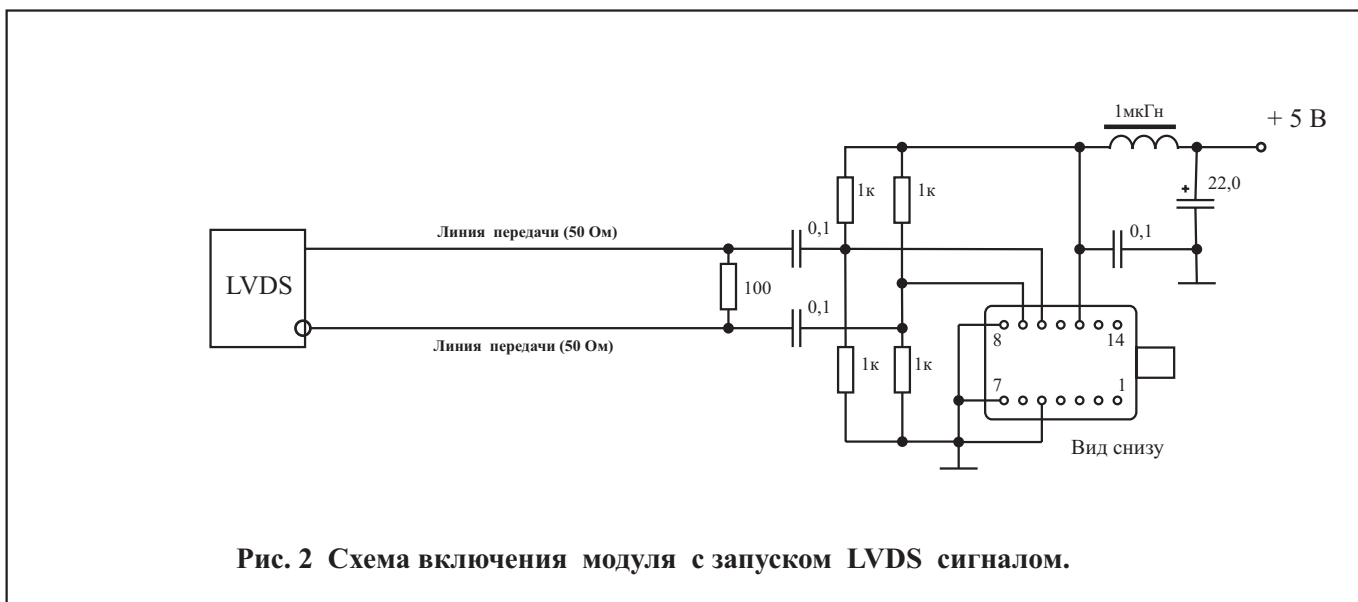 1мкГн
+ 5 В
1к
1к
+
22,0
Линия передачи (50 Ом)
0,1
0,1
LVDS
100
0,1
Линия передачи (50 Ом)
8
14
1к
1к
7
1
Вид снизу
Рис. 2 Схема включения модуля с запуском LVDS сигналом.